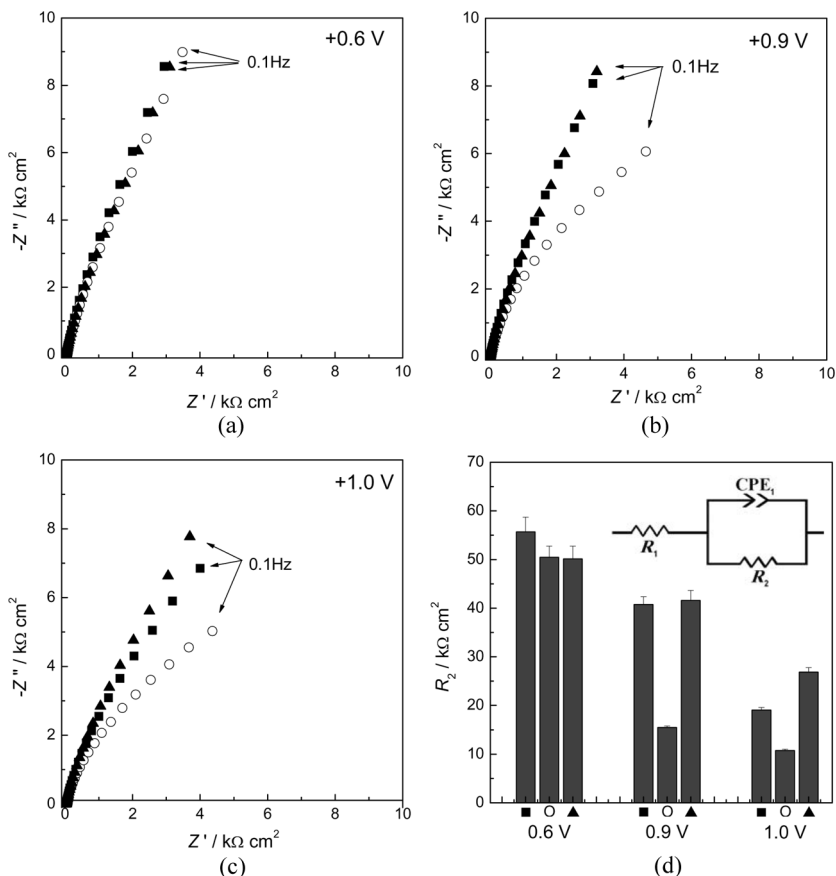 +0.6 V
0.1Hz
10
8
6
4
2
0
0 2 4 6 8 10
-Z" / kΩ cm²
Z' / kΩ cm²
(a)
+0.9 V
0.1Hz
10
8
6
4
2
0
0 2 4 6 8 10
-Z" / kΩ cm²
Z' / kΩ cm²
(b)
+1.0 V
0.1Hz
10
8
6
4
2
0
0 2 4 6 8 10
-Z" / kΩ cm²
Z' / kΩ cm²
(c)
70
60
50
40
30
20
10
0
R₂ / kΩ cm²
CPE₁
R₁
R₂
■ O ▲ ■ O ▲ ■ O ▲
0.6 V 0.9 V 1.0 V
(d)